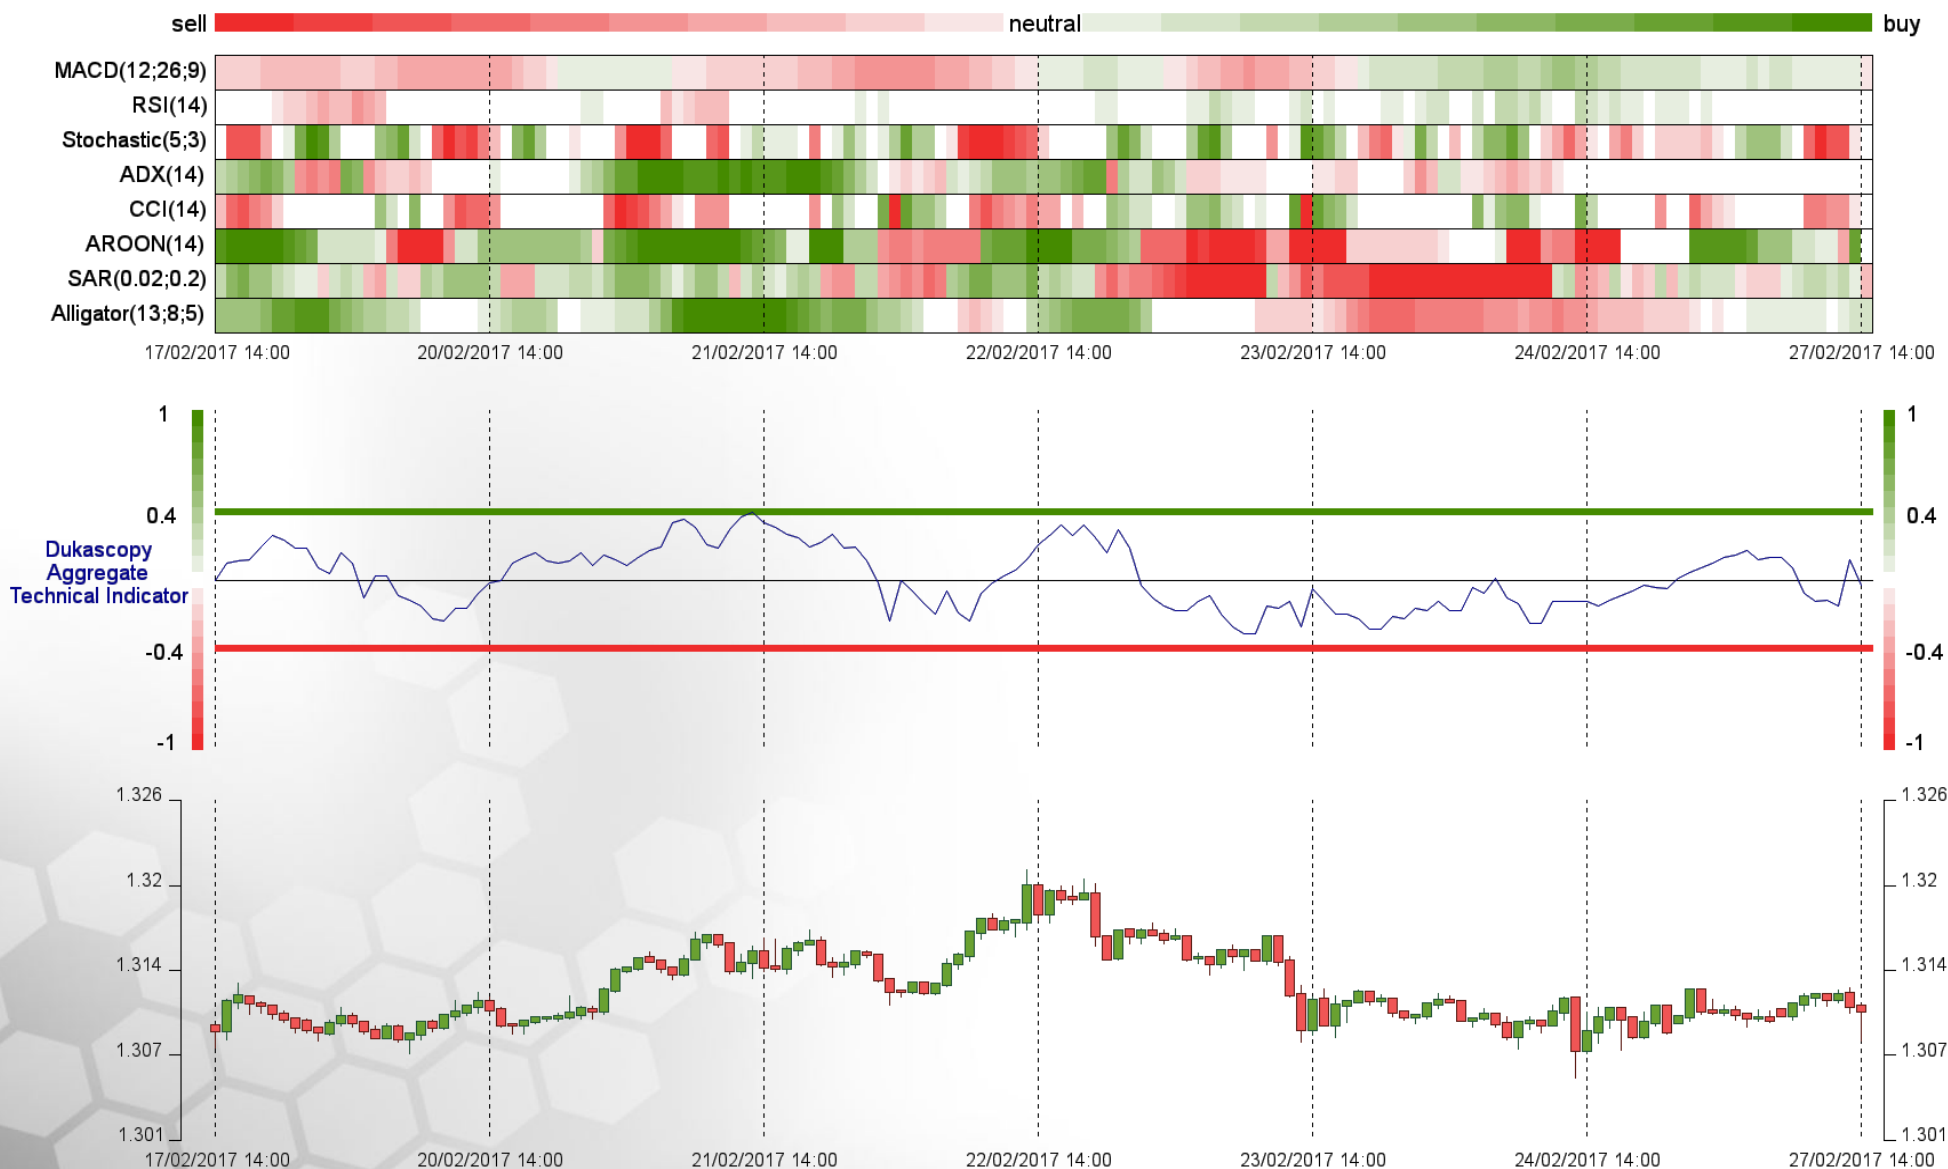 sell neutral buy
MACD(12;26;9)
RSI(14)
Stochastic(5;3)
ADX(14)
CCI(14)
AROON(14)
SAR(0.02;0.2)
Alligator(13;8;5)
17/02/2017 14:00 20/02/2017 14:00 21/02/2017 14:00 22/02/2017 14:00 23/02/2017 14:00 24/02/2017 14:00 27/02/2017 14:00
1 1
0.4 0.4
Dukascopy
Aggregate
Technical Indicator
-0.4 -0.4
-1 -1
1.326 1.326
1.32 1.32
1.314 1.314
1.307 1.307
1.301 1.301
17/02/2017 14:00 20/02/2017 14:00 21/02/2017 14:00 22/02/2017 14:00 23/02/2017 14:00 24/02/2017 14:00 27/02/2017 14:00